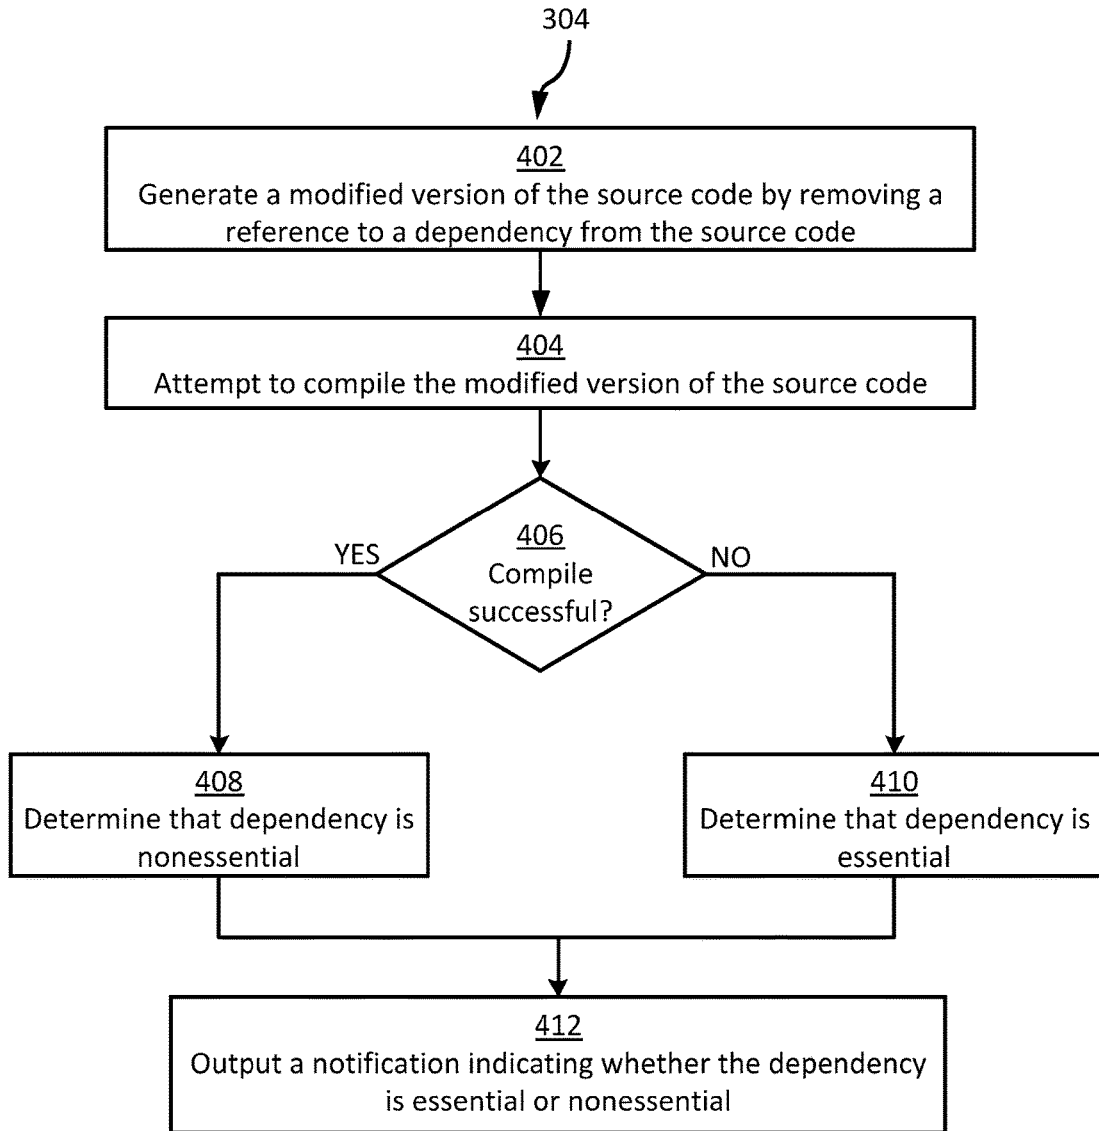 304
402
Generate a modified version of the source code by removing a
reference to a dependency from the source code
404
Attempt to compile the modified version of the source code
406
Compile
successful?
YES
NO
408
Determine that dependency is
nonessential
410
Determine that dependency is
essential
412
Output a notification indicating whether the dependency
is essential or nonessential